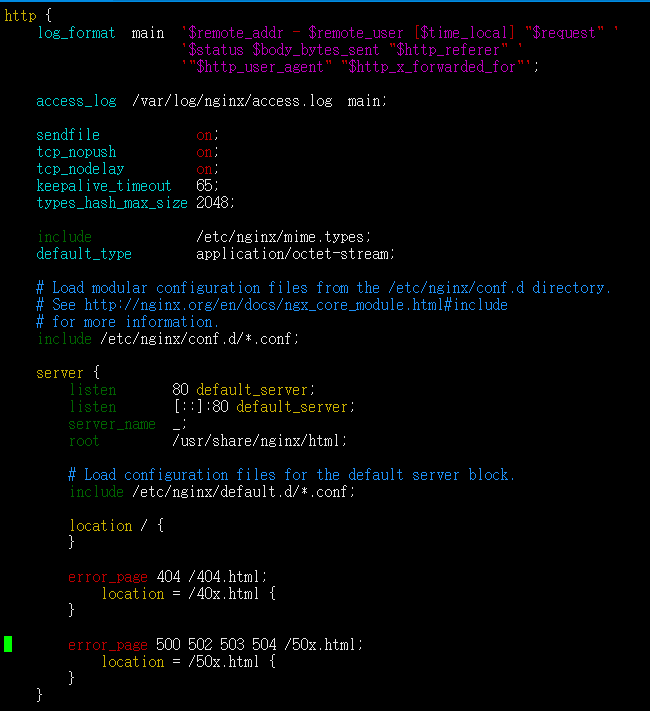 http {
    log_format  main  '$remote_addr - $remote_user [$time_local] "$request" '
                      '$status $body_bytes_sent "$http_referer" '
                      '"$http_user_agent" "$http_x_forwarded_for"';
    access_log  /var/log/nginx/access.log  main;
    sendfile            on;
    tcp_nopush          on;
    tcp_nodelay         on;
    keepalive_timeout   65;
    types_hash_max_size 2048;
    include             /etc/nginx/mime.types;
    default_type        application/octet-stream;
    # Load modular configuration files from the /etc/nginx/conf.d directory.
    # See http://nginx.org/en/docs/ngx_core_module.html#include
    # for more information.
    include /etc/nginx/conf.d/*.conf;
    server {
        listen       80 default_server;
        listen       [::]:80 default_server;
        server_name  _;
        root         /usr/share/nginx/html;
        # Load configuration files for the default server block.
        include /etc/nginx/default.d/*.conf;
        location / {
        }
        error_page 404 /404.html;
            location = /40x.html {
        }
        error_page 500 502 503 504 /50x.html;
            location = /50x.html {
        }
    }